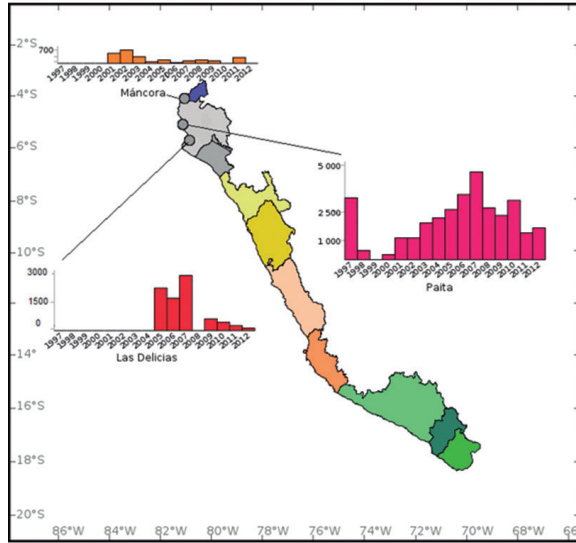 2°S
4°S
6°S
8°S
10°S
14°
16°S
18°S
20°S
86°W 84°W 82°W 80°W 78°W 76°W 74°W 72°W 70°W 68°W 66
700
1997 1998 1999 2000 2001 2002 2003 2004 2005 2006 2007 2008 2009 2010 2011 2012
Máncora
5 000
2 500
1 000
1997 1998 1999 2000 2001 2002 2003 2004 2005 2006 2007 2008 2009 2010 2011 2012
Paita
3000
1500
0
1997 1998 1999 2000 2001 2002 2003 2004 2005 2006 2007 2008 2009 2010 2011 2012
Las Delicias